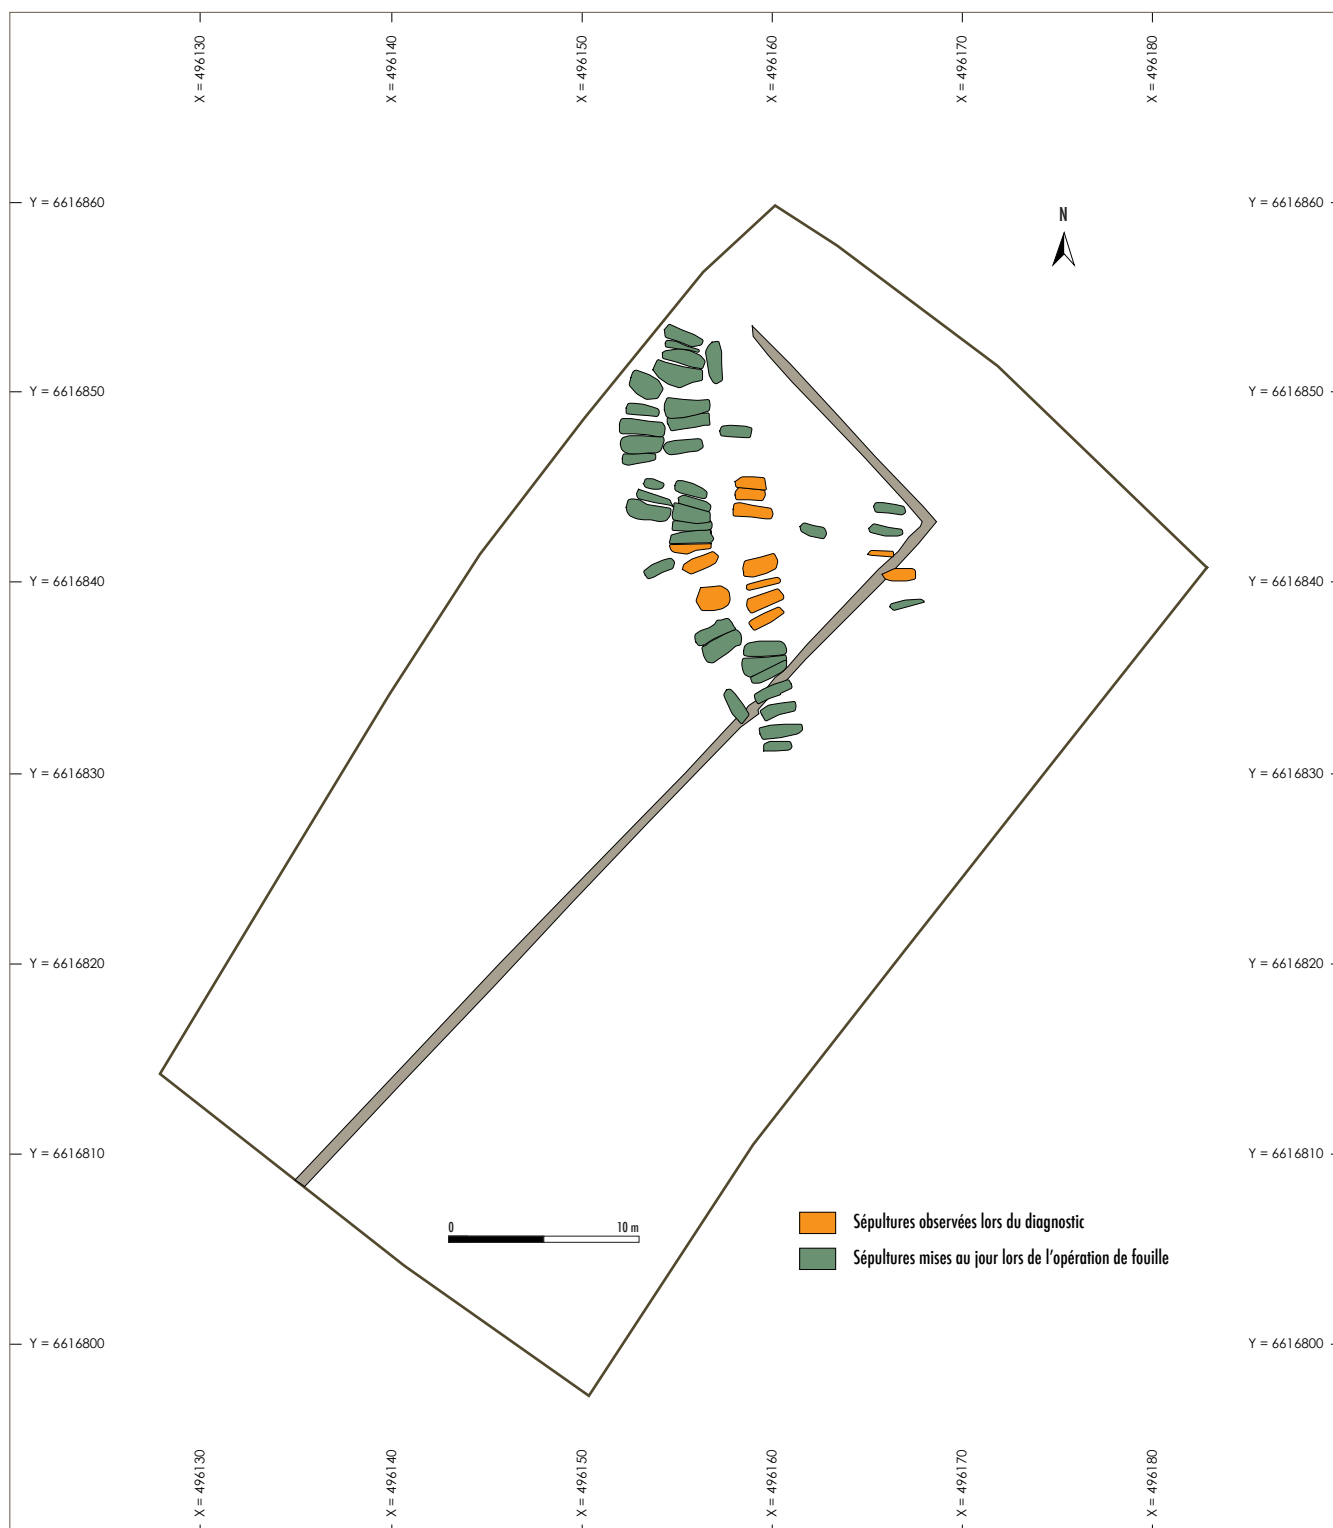 X = 496130
X = 496140
X = 496150
X = 496160
X = 496170
X = 496180
Y = 6616860
Y = 6616860
N
Y = 6616850
Y = 6616850
Y = 6616840
Y = 6616840
Y = 6616830
Y = 6616830
Y = 6616820
Y = 6616820
Y = 6616810
Y = 6616810
0 10 m
Sépultures observées lors du diagnostic
Sépultures mises au jour lors de l'opération de fouille
Y = 6616800
Y = 6616800
X = 496130
X = 496140
X = 496150
X = 496160
X = 496170
X = 496180